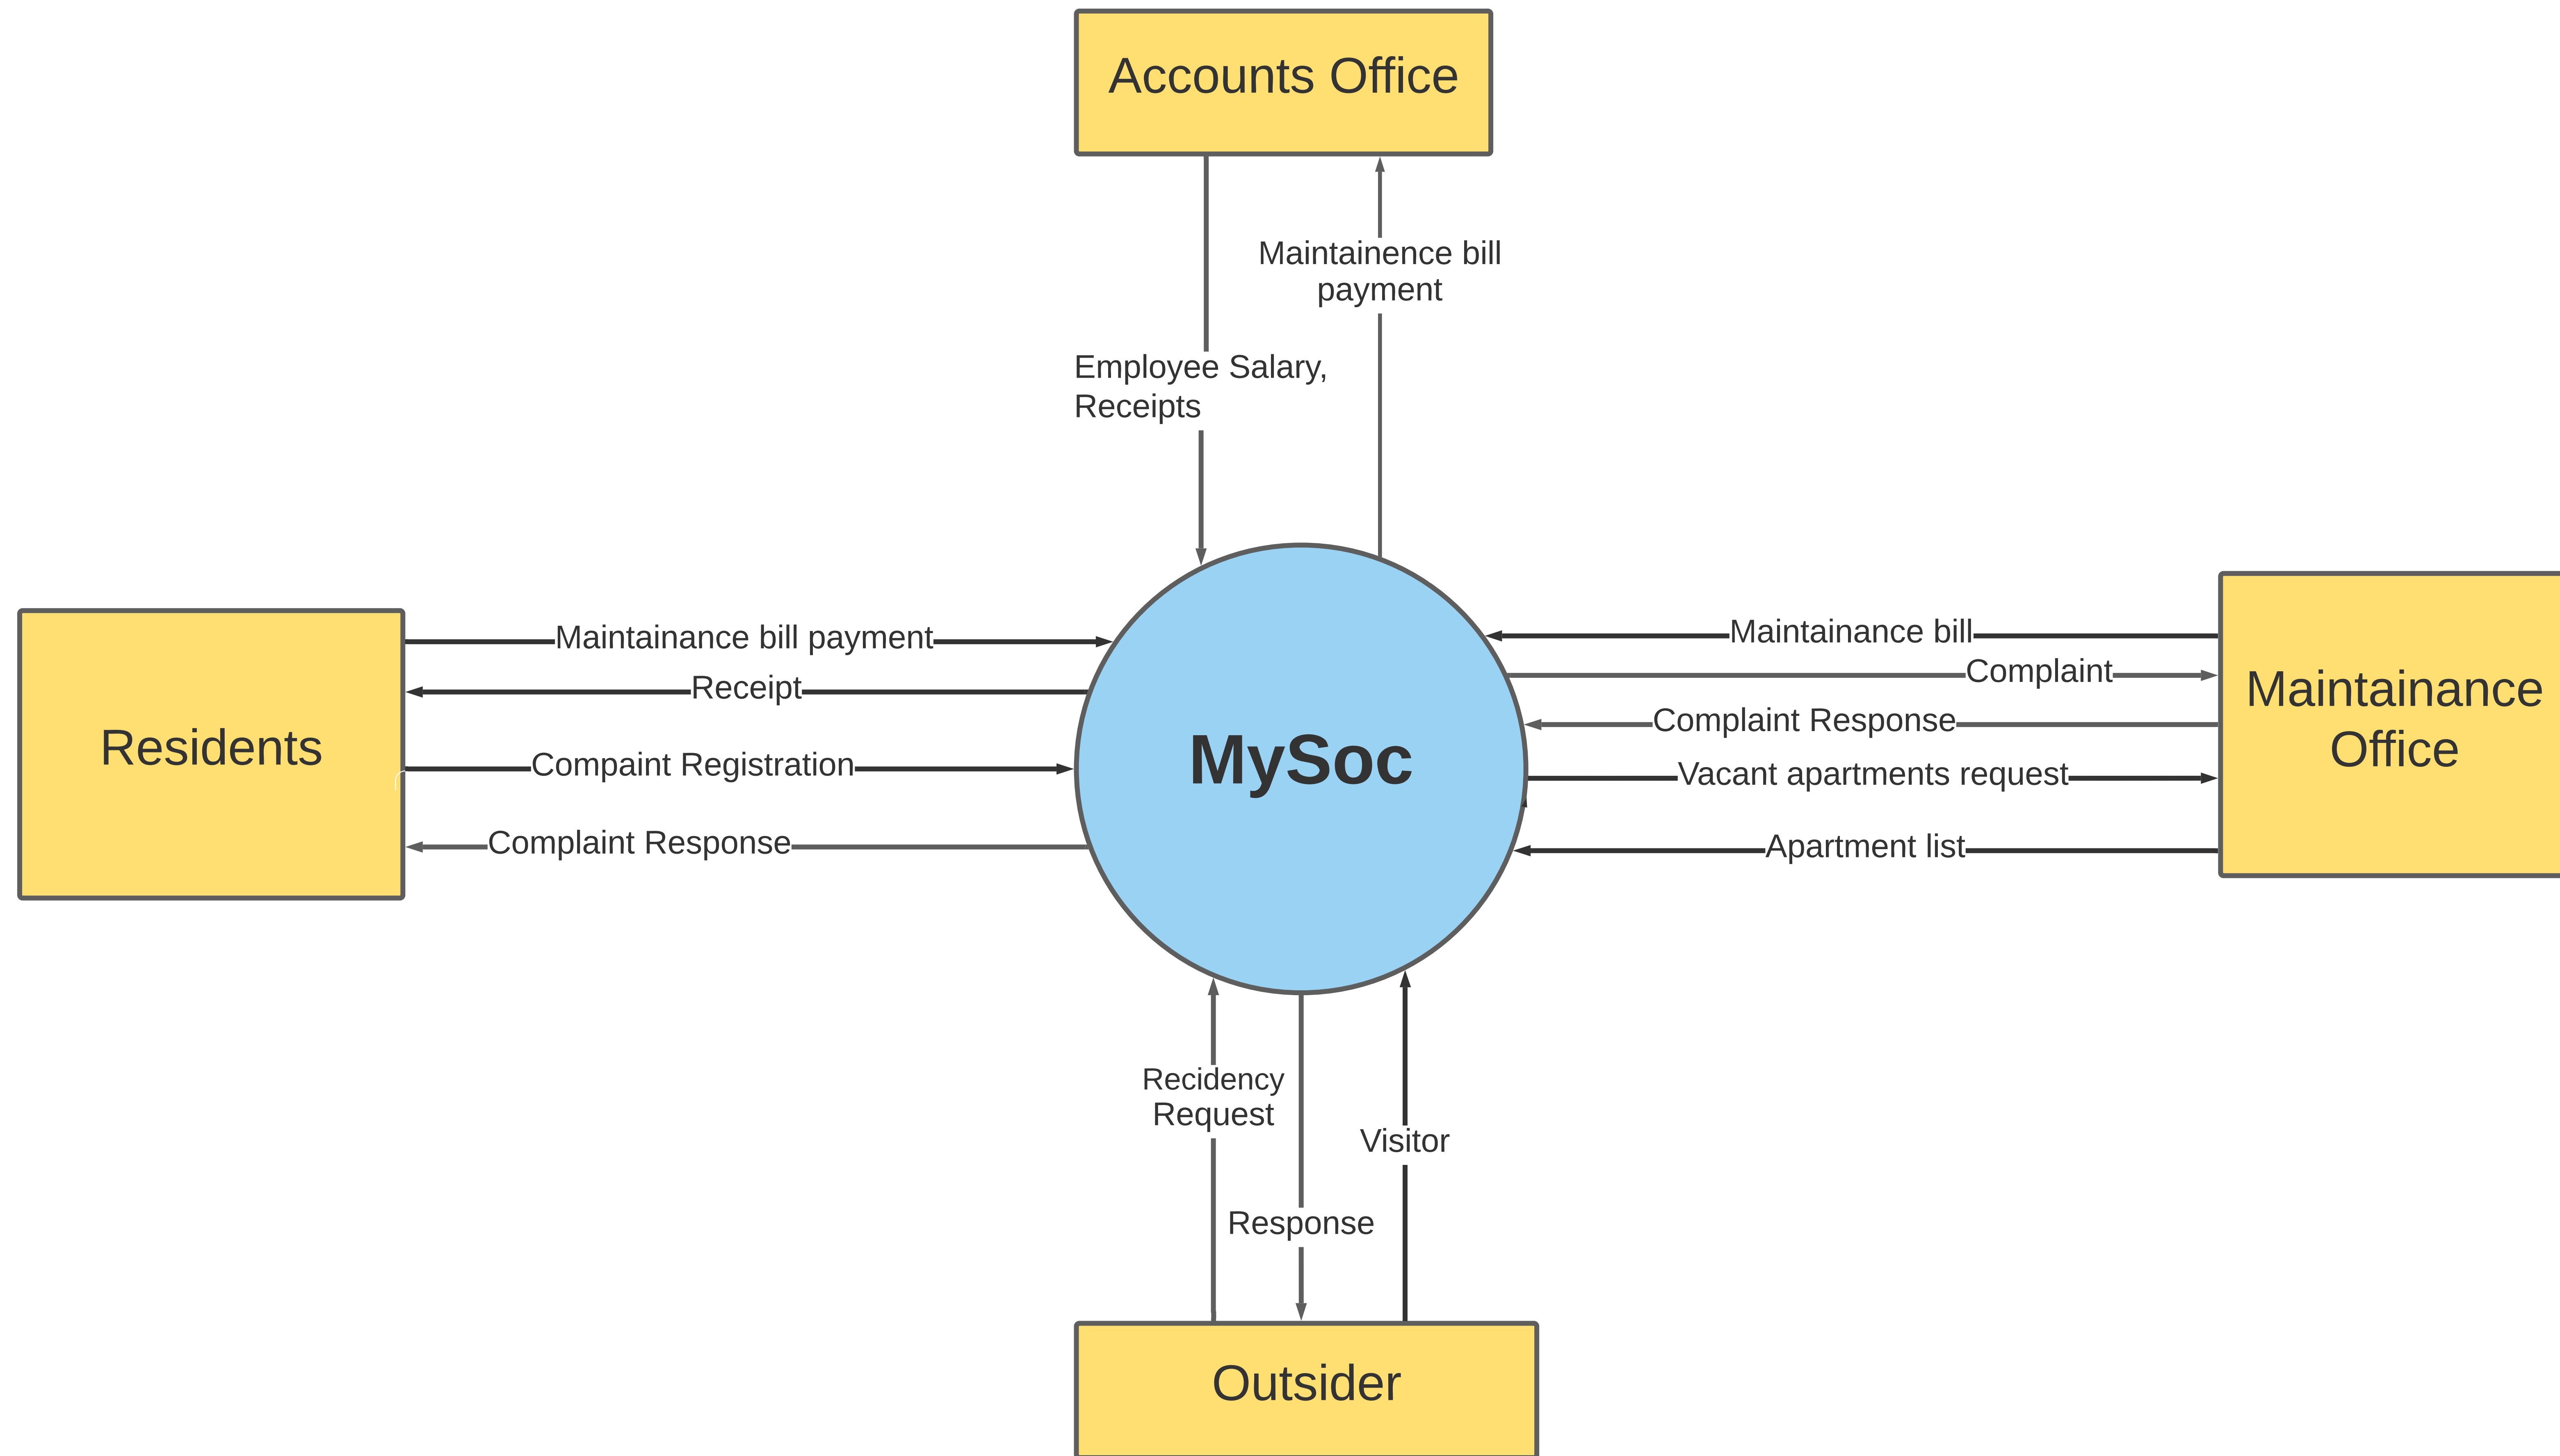 Accounts Office
Maintainence bill
payment
Employee Salary,
Receipts
Maintainance bill payment
Receipt
Residents
Compaint Registration
Complaint Response
MySoc
Maintainance bill
Complaint
Complaint Response
Vacant apartments request
Apartment list
Maintainance
Office
Recidency
Request
Visitor
Response
Outsider